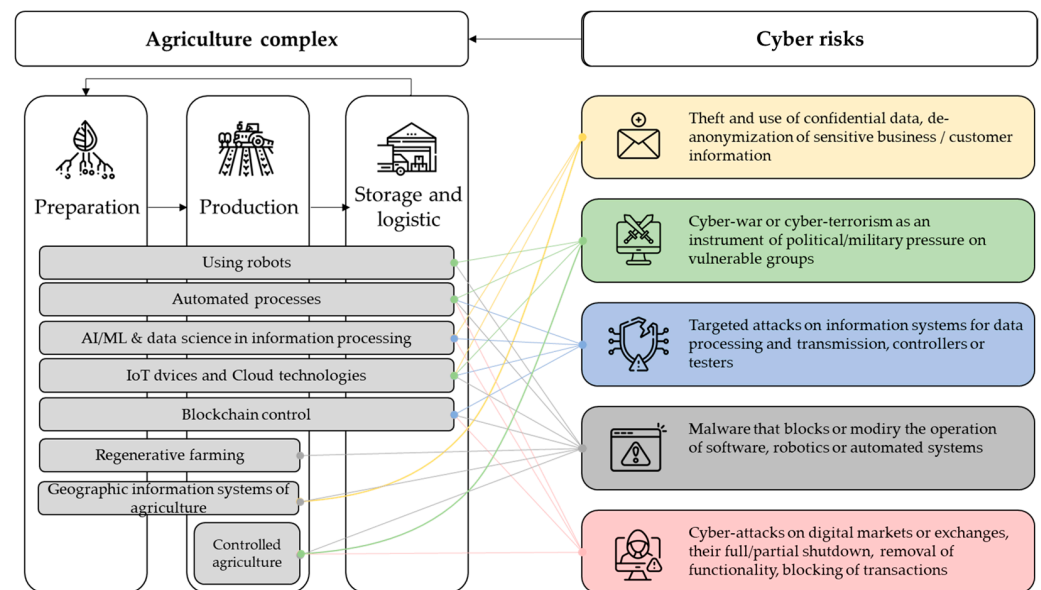 Agriculture complex
Cyber risks
Preparation
Production
Storage and
logistic
Using robots
Automated processes
AI/ML & data science in information processing
IoT dvices and Cloud technologies
Blockchain control
Regenerative farming
Geographic information systems of
agriculture
Controlled
agriculture
Theft and use of confidential data, de-
anonymization of sensitive business / customer
information
Cyber-war or cyber-terrorism as an
instrument of political/military pressure on
vulnerable groups
Targeted attacks on information systems for data
processing and transmission, controllers or
testers
Malware that blocks or modiry the operation
of software, robotics or automated systems
Cyber-attacks on digital markets or exchanges,
their full/partial shutdown, removal of
functionality, blocking of transactions